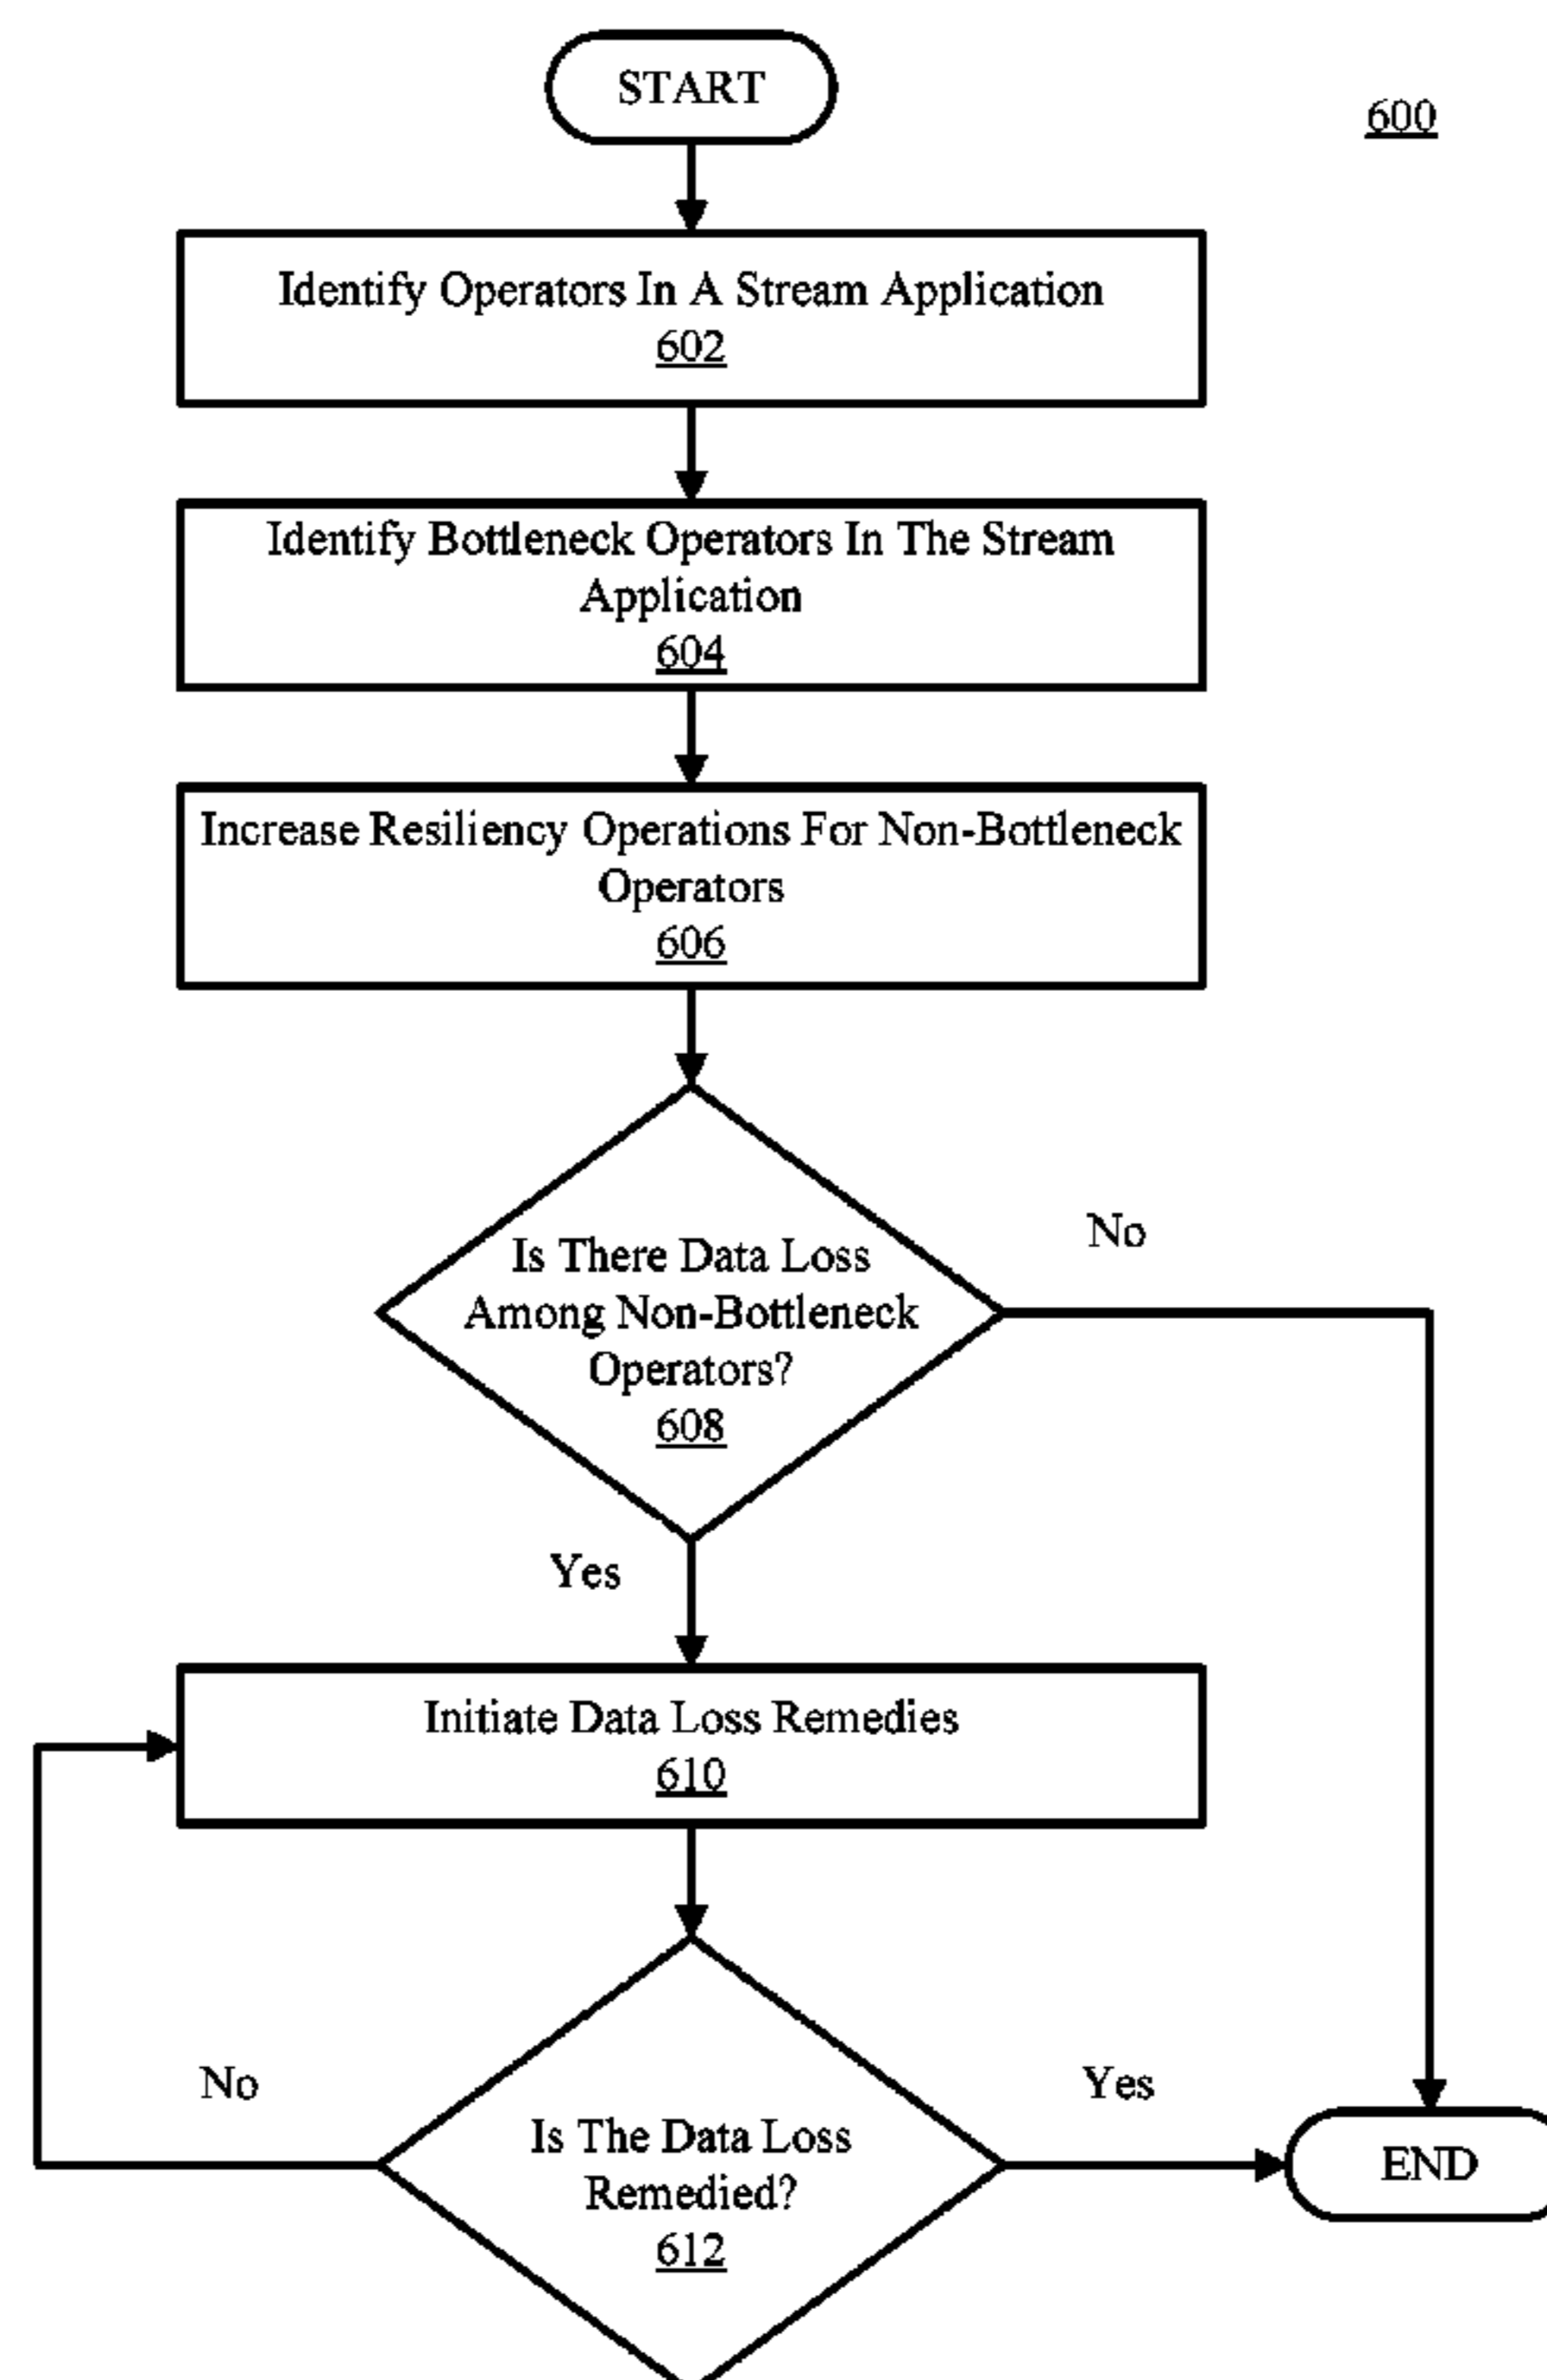 START
600
Identify Operators In A Stream Application
602
Identify Bottleneck Operators In The Stream
Application
604
Increase Resiliency Operations For Non-Bottleneck
Operators
606
Is There Data Loss
Among Non-Bottleneck
Operators?
608
No
Yes
Initiate Data Loss Remedies
610
No
Yes
Is The Data Loss
Remedied?
612
END